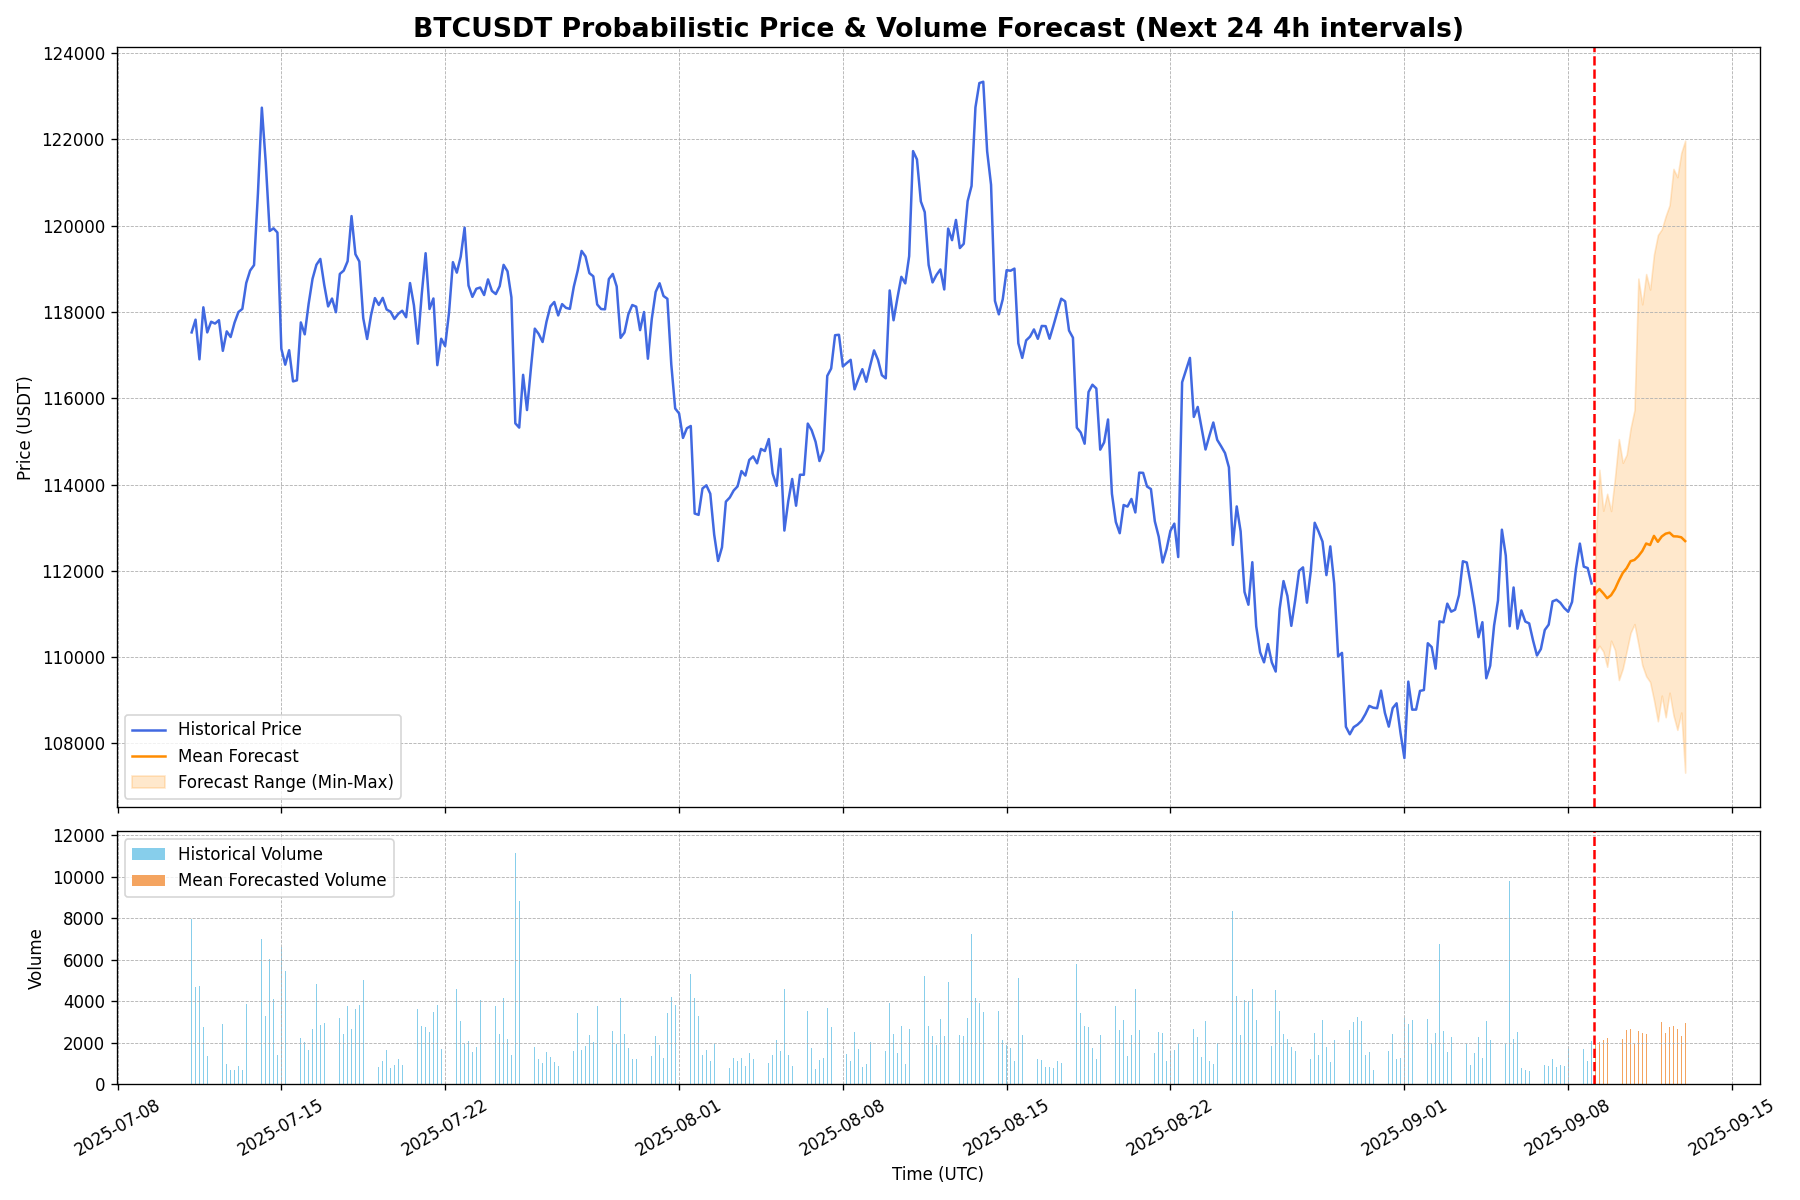 BTCUSDT Probabilistic Price & Volume Forecast (Next 24 4h intervals)
124000
122000
120000
118000
116000
114000
112000
110000
108000
Price (USDT)
Historical Price
Mean Forecast
Forecast Range (Min-Max)
12000
10000
8000
6000
4000
2000
0
Volume
Historical Volume
Mean Forecasted Volume
2025-07-08
2025-07-15
2025-07-22
2025-08-01
2025-08-08
2025-08-15
2025-08-22
2025-09-01
2025-09-08
2025-09-15
Time (UTC)